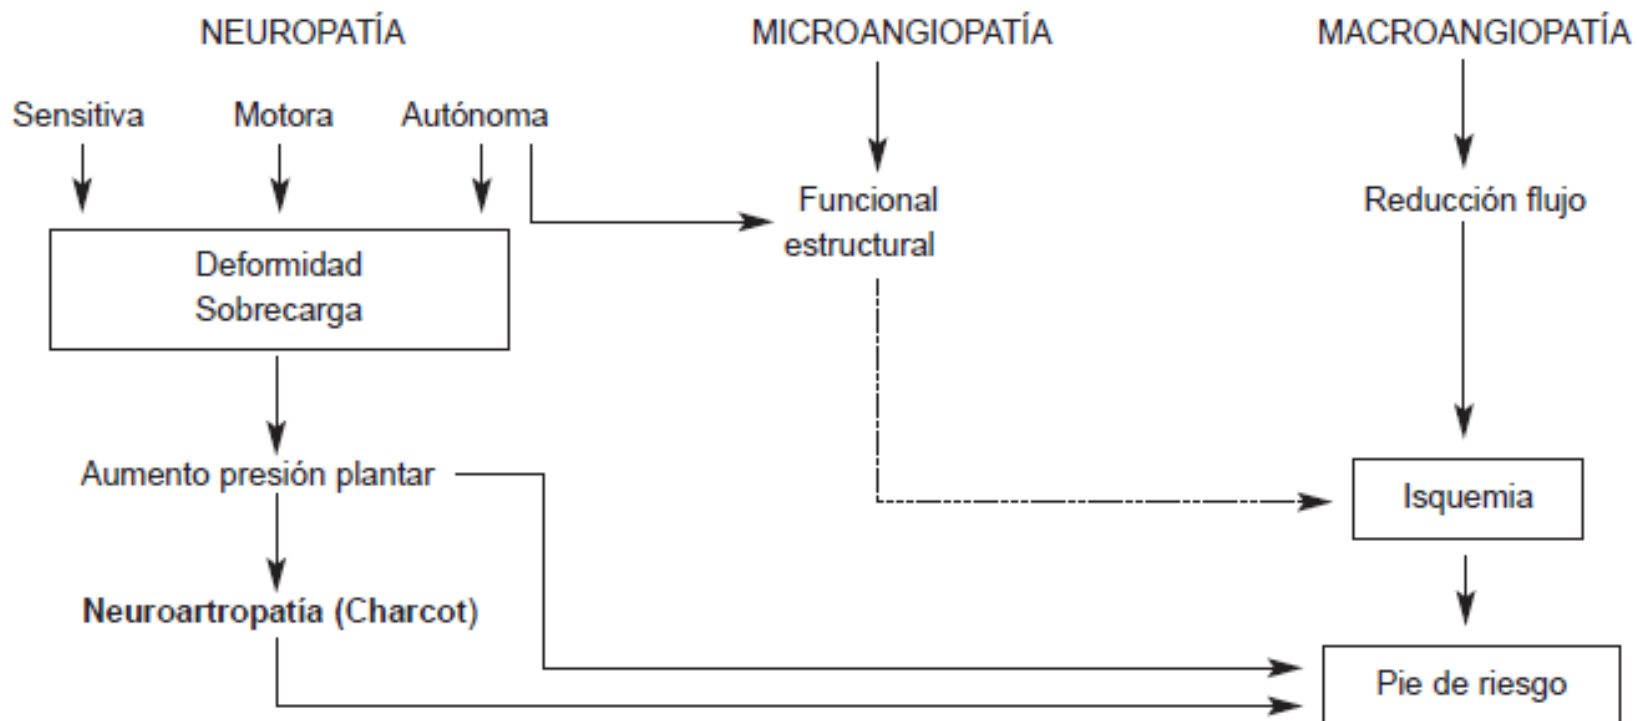 NEUROPATÍA
MICROANGIOPATÍA
MACROANGIOPATÍA
Sensitiva
Motora
Autónoma
Funcional
estructural
Reducción flujo
Deformidad
Sobrecarga
Aumento presión plantar
Isquemia
Neuroartropatía (Charcot)
Pie de riesgo